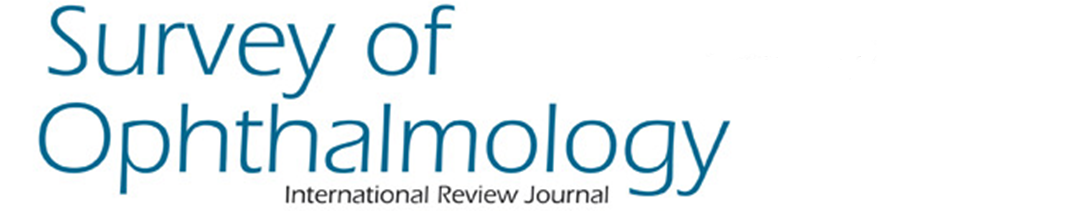 Survey of
Ophthalmology
International Review Journal